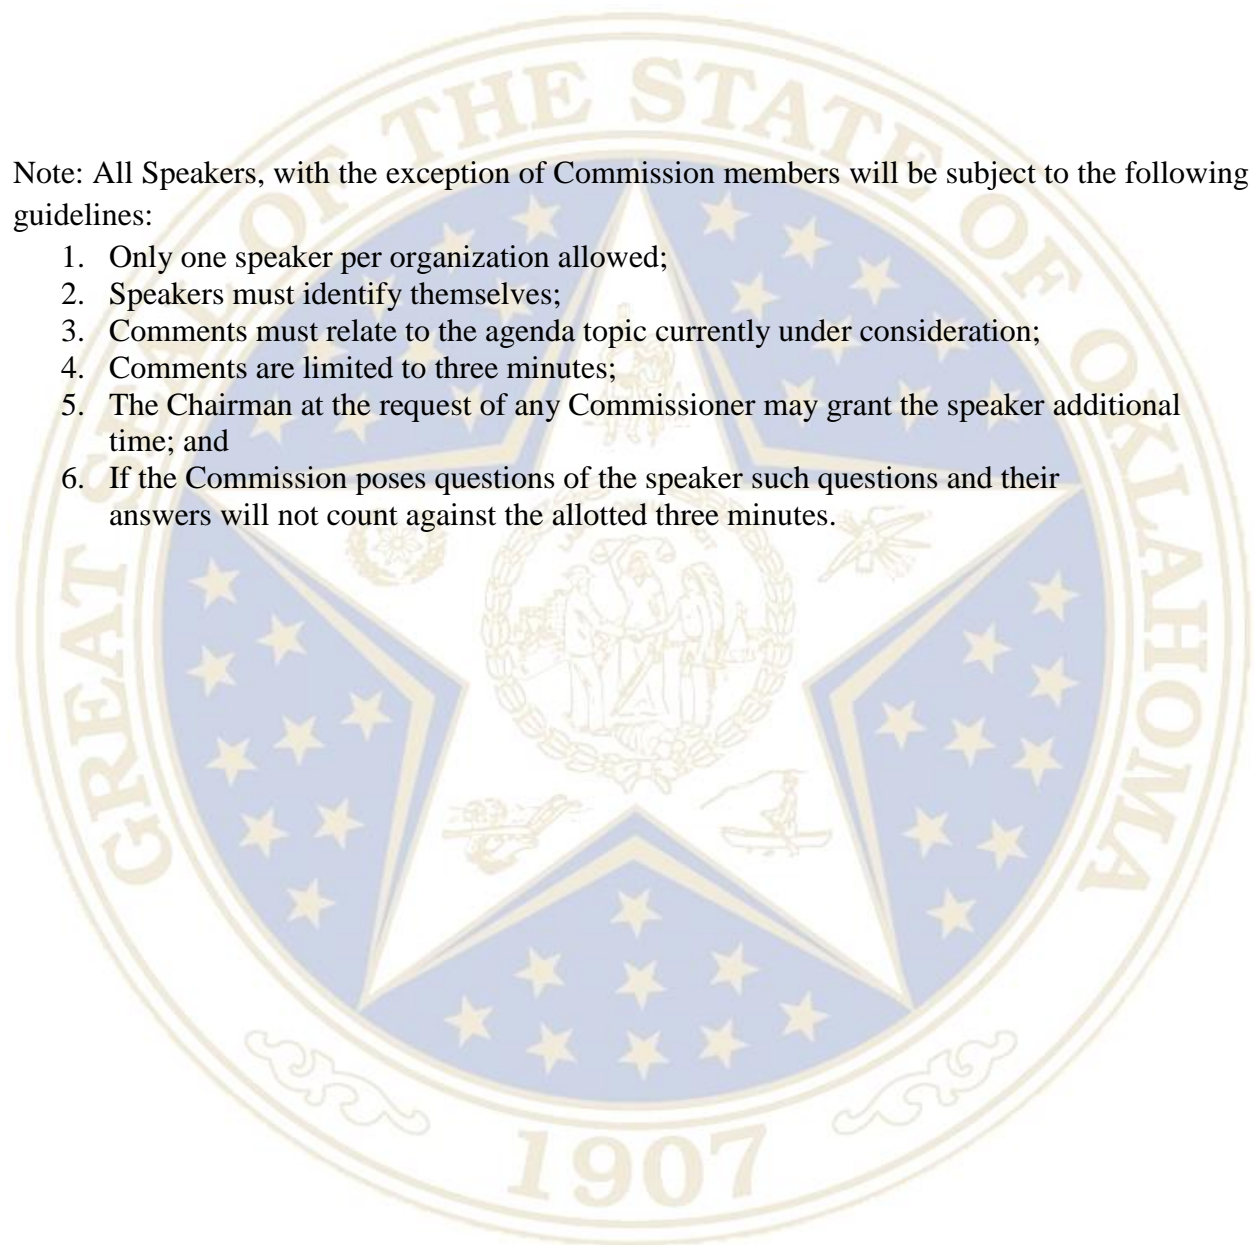 GREAT SEAL OF THE STATE OF OKLAHOMA
Note: All Speakers, with the exception of Commission members will be subject to the following
guidelines:
1. Only one speaker per organization allowed;
2. Speakers must identify themselves;
3. Comments must relate to the agenda topic currently under consideration;
4. Comments are limited to three minutes;
5. The Chairman at the request of any Commissioner may grant the speaker additional
time; and
6. If the Commission poses questions of the speaker such questions and their
answers will not count against the allotted three minutes.
1907